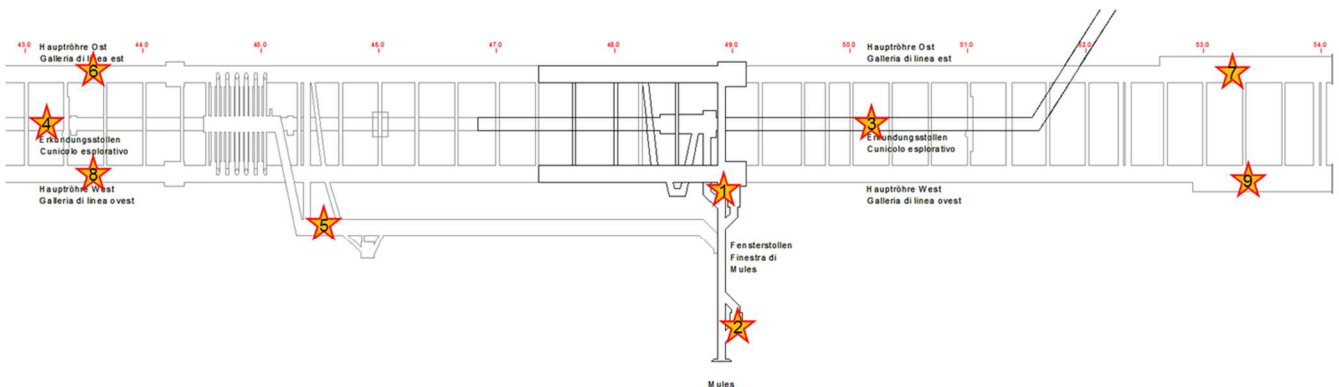 43.0 44.0 45.0 46.0 47.0 48.0 49.0 50.0 51.0 52.0 53.0 54.0
Hauptröhre Ost
Galleria di linea est
Hauptröhre Ost
Galleria di linea est
6
7
4
3
Erkundungsstollen
Cunicolo esplorativo
Erkundungsstollen
Cunicolo esplorativo
8
9
Hauptröhre West
Galleria di linea ovest
1
Hauptröhre West
Galleria di linea ovest
5
Fensterstollen
Finestra di
Mules
2
Mules